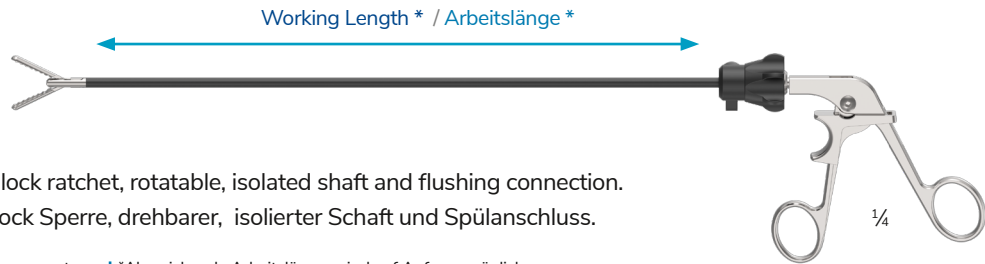 Working Length * / Arbeitslänge *
lock ratchet, rotatable, isolated shaft and flushing connection.
ock Sperre, drehbarer, isolierter Schaft und Spülanschluss.
¼